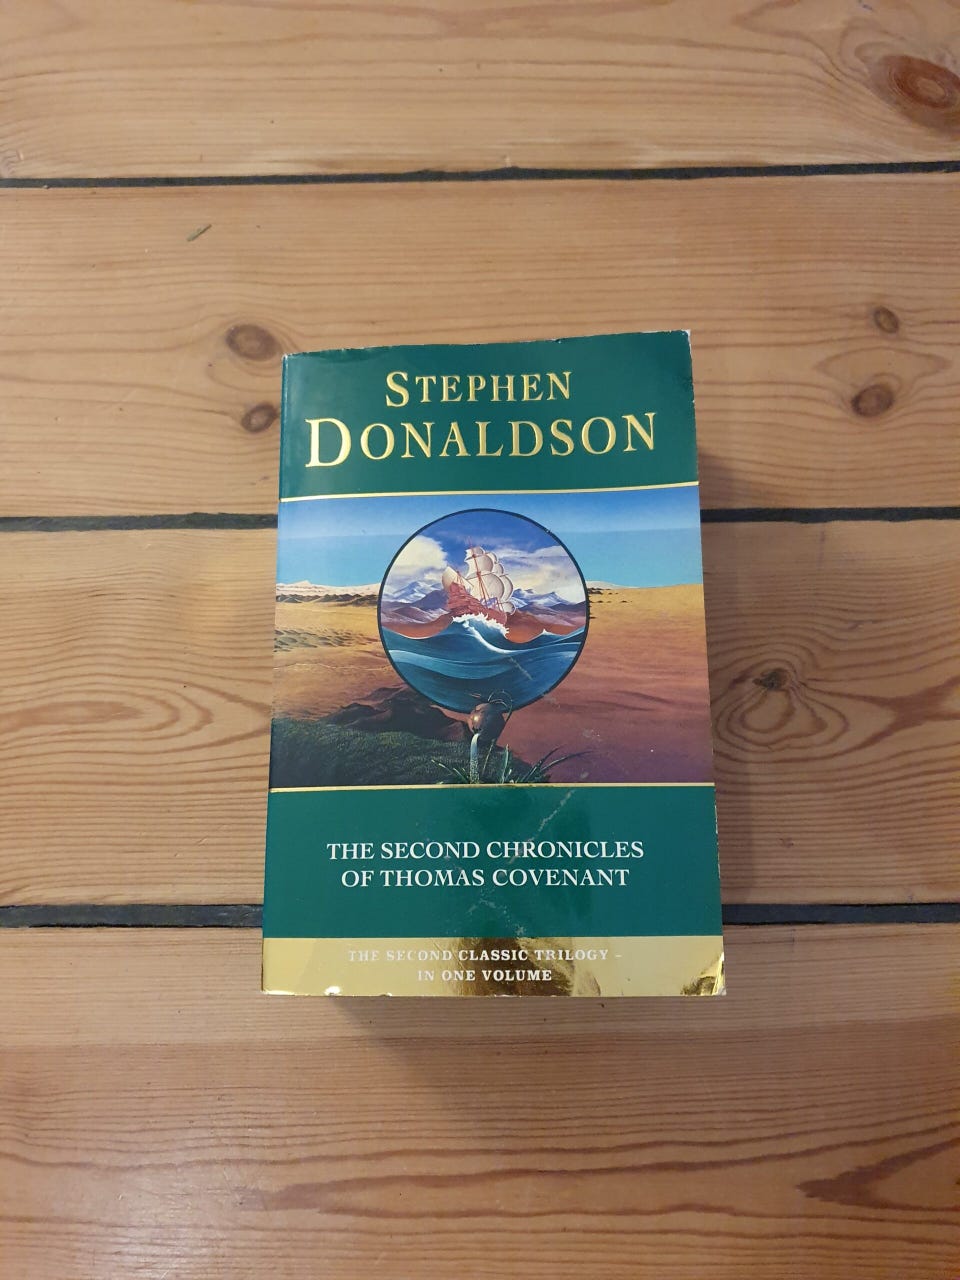 STEPHEN
DONALDSON
THE SECOND CHRONICLES
OF THOMAS COVENANT
THE SECOND CLASSIC TRILOGY –
IN ONE VOLUME